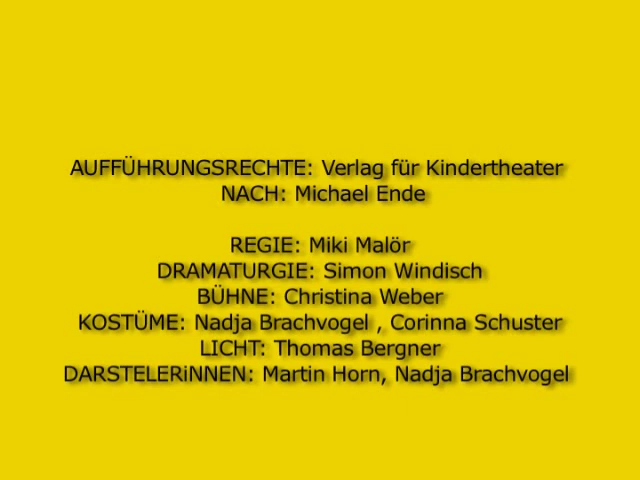 AUFFÜHRUNGSRECHTE: Verlag für Kindertheater
NACH: Michael Ende
REGIE: Miki Malör
DRAMATURGIE: Simon Windisch
BÜHNE: Christina Weber
KOSTÜME: Nadja Brachvogel , Corinna Schuster
LICHT: Thomas Bergner
DARSTELERiNNEN: Martin Horn, Nadja Brachvogel